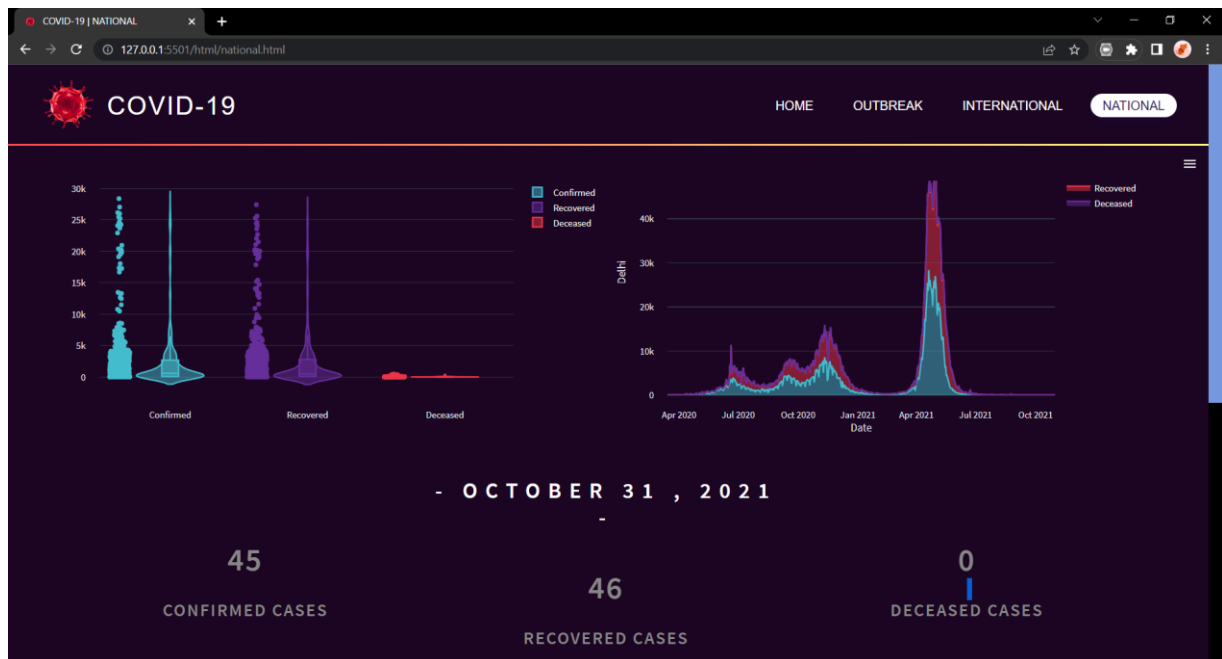 COVID-19 | NATIONAL
127.0.0.1:5501/html/national.html
COVID-19
HOME OUTBREAK INTERNATIONAL NATIONAL
30k
25k
20k
15k
10k
5k
0
Confirmed Recovered Deceased
Confirmed
Recovered
Deceased
Delhi
40k
30k
20k
10k
0
Apr 2020 Jul 2020 Oct 2020 Jan 2021 Apr 2021 Jul 2021 Oct 2021
Date
Recovered
Deceased
- OCTOBER 31 , 2021
-
45
CONFIRMED CASES
46
RECOVERED CASES
0
DECEASED CASES